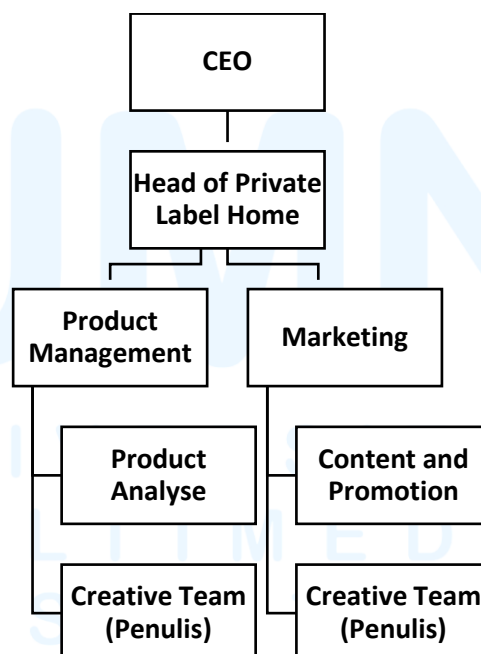 CEO
Head of Private
Label Home
Product
Management
Marketing
Product
Analyse
Content and
Promotion
Creative Team
(Penulis)
Creative Team
(Penulis)